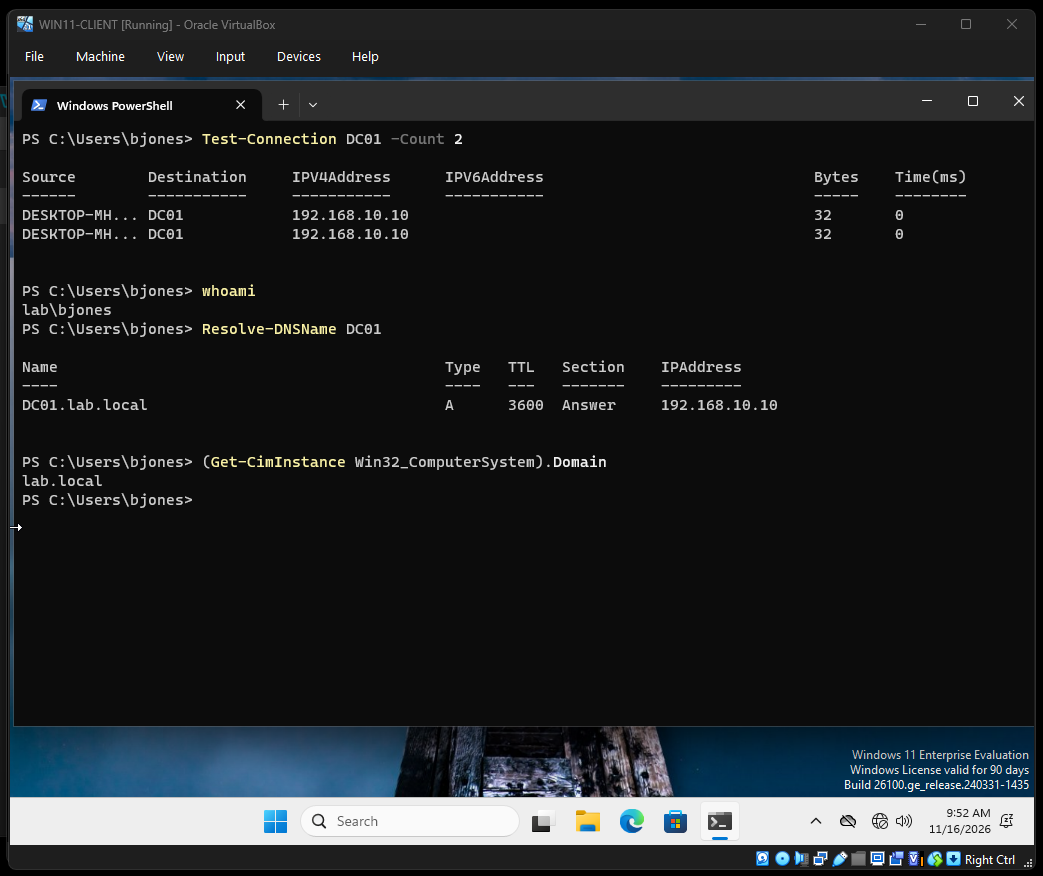 WIN11-CLIENT [Running] - Oracle VirtualBox
File Machine View Input Devices Help
Windows PowerShell
PS C:\Users\bjones> Test-Connection DC01 -Count 2
Source Destination IPV4Address IPV6Address Bytes Time(ms)
------ ----------- ----------- ----------- ----- --------
DESKTOP-MH... DC01 192.168.10.10 32 0
DESKTOP-MH... DC01 192.168.10.10 32 0
PS C:\Users\bjones> whoami
lab\bjones
PS C:\Users\bjones> Resolve-DNSName DC01
Name Type TTL Section IPAddress
---- ---- --- ------- ---------
DC01.lab.local A 3600 Answer 192.168.10.10
PS C:\Users\bjones> (Get-CimInstance Win32_ComputerSystem).Domain
lab.local
PS C:\Users\bjones>
Windows 11 Enterprise Evaluation
Windows License valid for 90 days
Build 26100.ge_release.240331-1435
Search
9:52 AM
11/16/2026
Right Ctrl